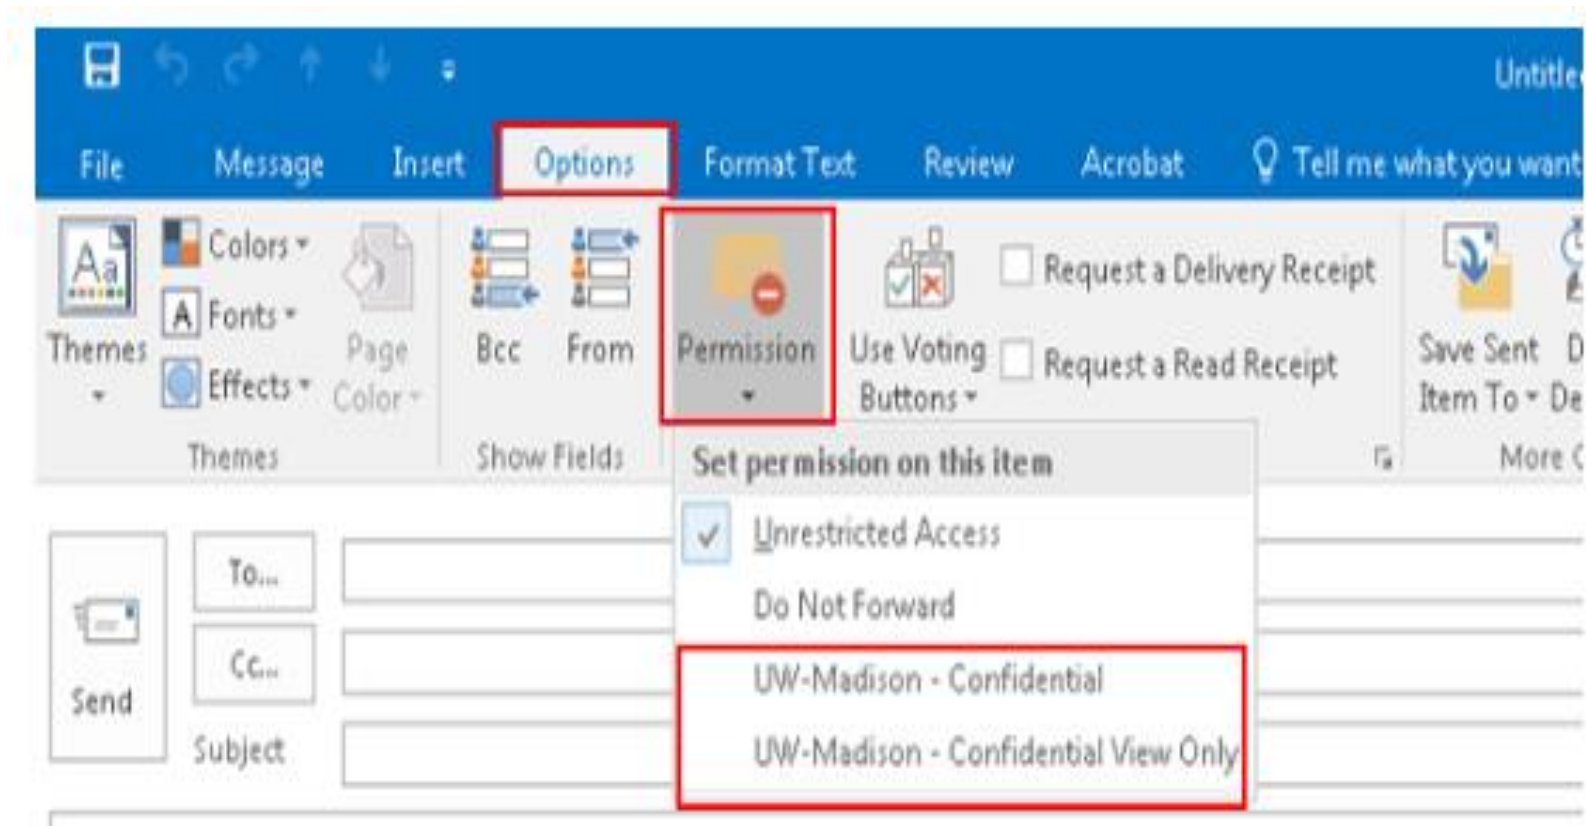 Untitle
File Message Insert Options Format Text Review Acrobat Tell me what you want
Aa Colors
A Fonts
Effects
Themes
Page
Color
Themes
Bcc From
Show Fields
Permission
Use Voting
Buttons
Request a Delivery Receipt
Request a Read Receipt
Save Sent
Item To
D
De
More
Set permission on this item
Unrestricted Access
Do Not Forward
UW-Madison - Confidential
UW-Madison - Confidential View Only
Send
To...
Cc...
Subject